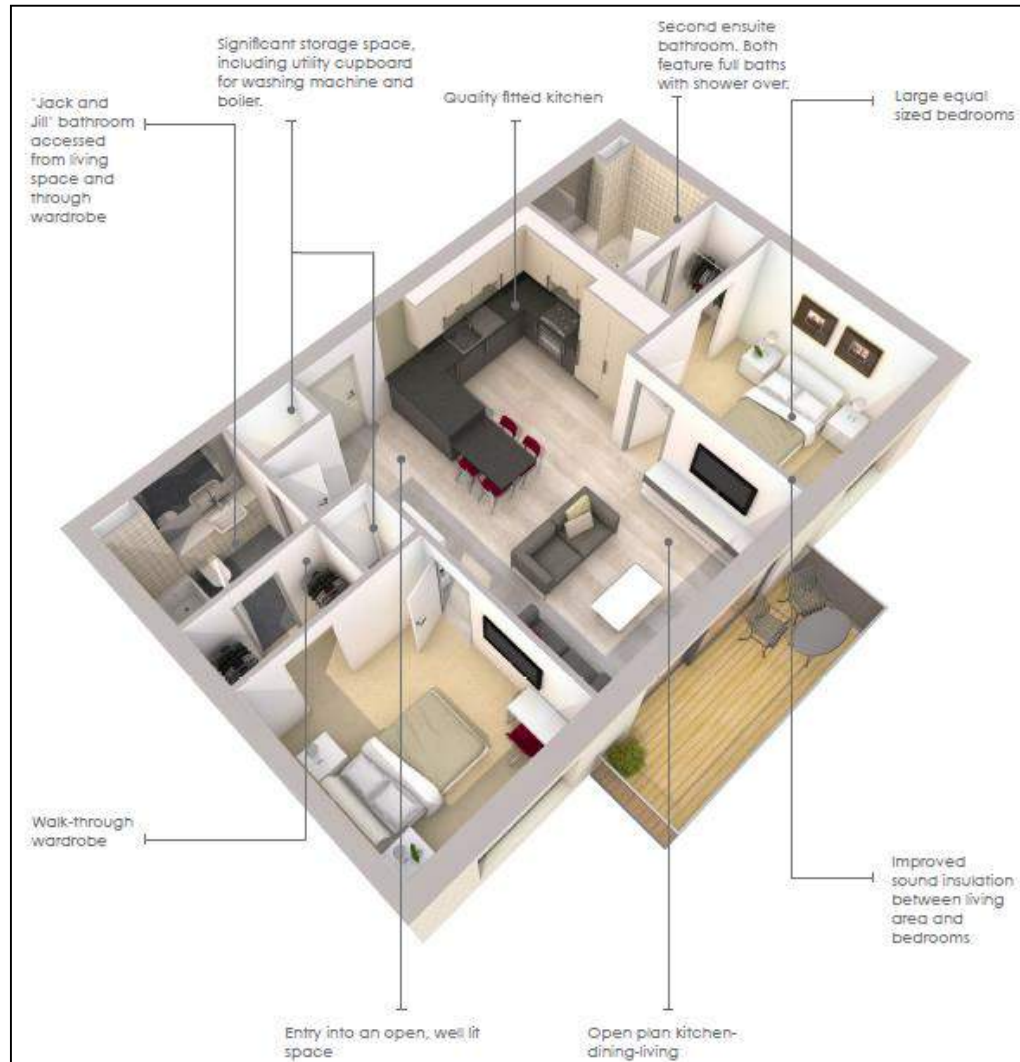 Significant storage space,
including utility cupboard
for washing machine and
boiler.
Second ensuite
bathroom. Both
feature full baths
with shower over.
"Jack and
Jill" bathroom
accessed
from living
space and
through
wardrobe
Quality fitted kitchen
Large equal
sized bedrooms
Walk-through
wardrobe
Improved
sound insulation
between living
area and
bedrooms
Entry into an open, well lit
space
Open plan kitchen-
dining-living